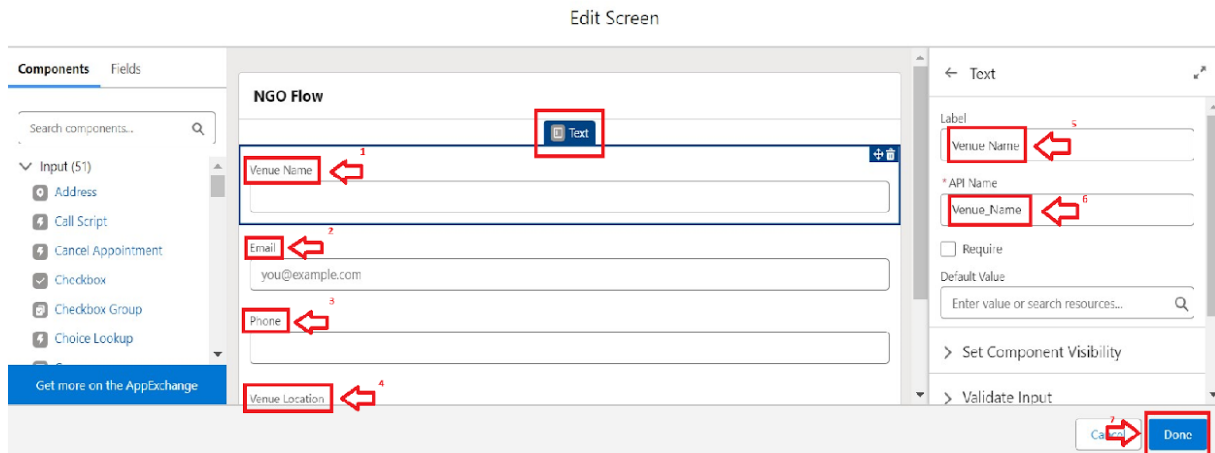 Edit Screen
Components Fields
Search components...
Input (51)
Address
Call Script
Cancel Appointment
Checkbox
Checkbox Group
Choice Lookup
Get more on the AppExchange
NGO Flow
Text
Venue Name
1
Email
2
you@example.com
Phone
3
Venue Location
4
Text
Label
Venue Name
5
* API Name
Venue_Name
6
Require
Default Value
Enter value or search resources...
Set Component Visibility
Validate Input
7
Done